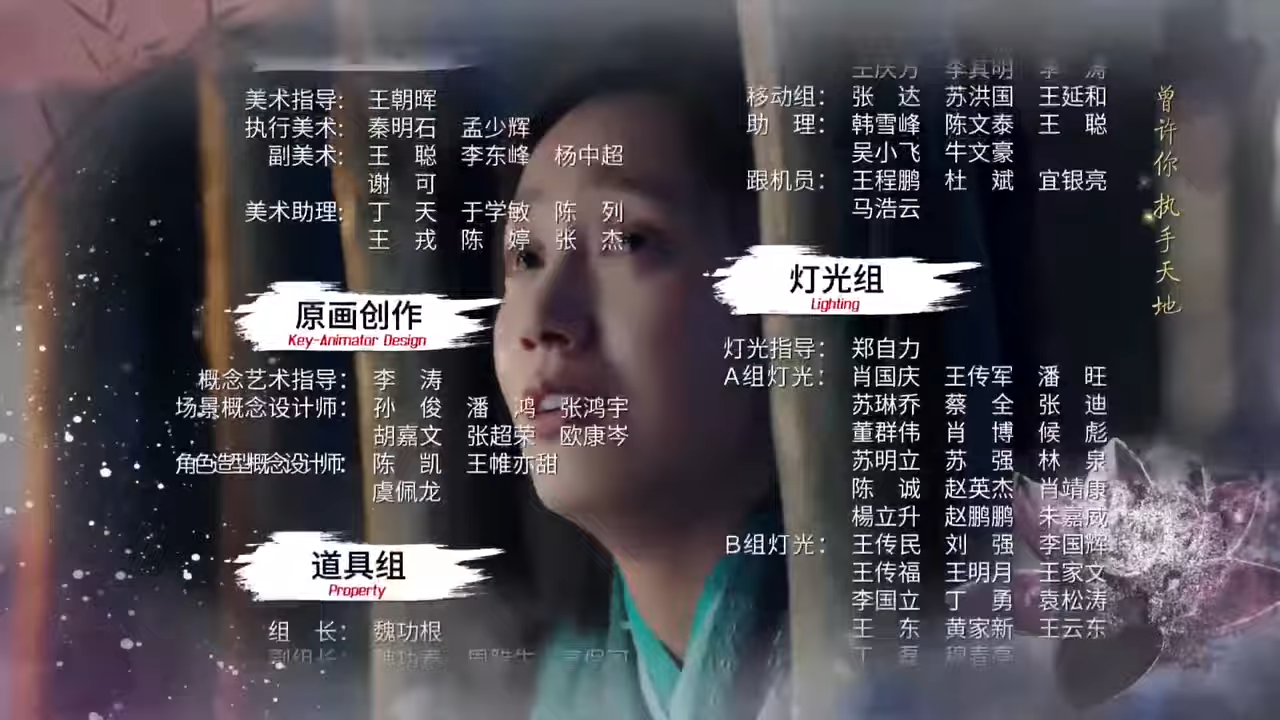 美术指导: 王朝晖
执行美术: 秦明石 孟少辉
副美术: 王 聪 李东峰 杨中超
谢 可
美术助理: 丁 天 于学敏 陈 列
王 戎 陈 婷 张 杰
原画创作
Key-Animator Design
概念艺术指导: 李 涛
场景概念设计师: 孙 俊 潘 鸿 张鸿宇
胡嘉文 张超荣 欧康岑
角色造型概念设计师: 陈 凯 王帷亦甜
虞佩龙
道具组
Property
组 长: 魏功根
副组长:
李 涛
移动组: 张 达 苏洪国 王延和
助 理: 韩雪峰 陈文泰 王 聪
吴小飞 牛文豪
跟机员: 王程鹏 杜 斌 宜银亮
马浩云
灯光组
Lighting
灯光指导: 郑自力
A组灯光: 肖国庆 王传军 潘 旺
苏琳乔 蔡 全 张 迪
董群伟 肖 博 候 彪
苏明立 苏 强 林 泉
陈 诚 赵英杰 肖靖康
楊立升 赵鹏鹏 朱嘉威
B组灯光: 王传民 刘 强 李国辉
王传福 王明月 王家文
李国立 丁 勇 袁松涛
王 东 黄家新 王云东
丁 磊 穆春亭
曾许你执手天地